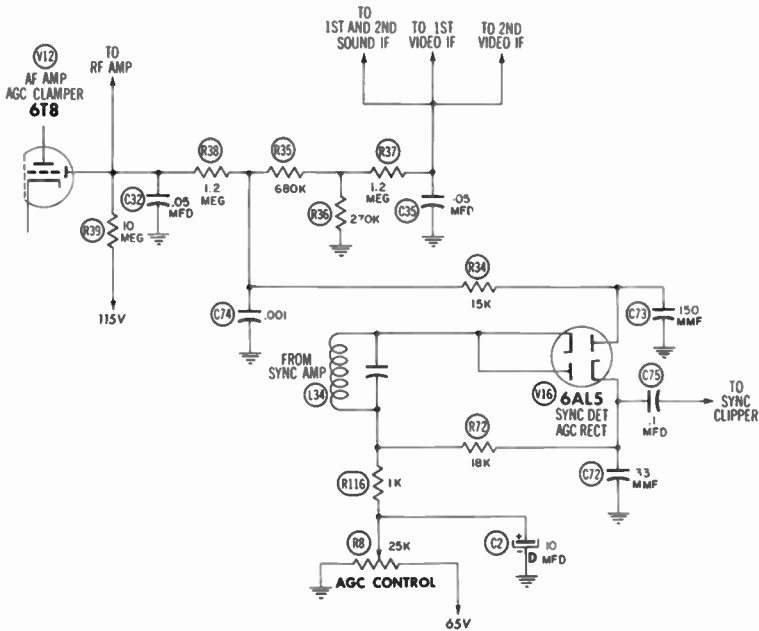 TO
1ST AND 2ND
SOUND IF
TO 1ST
VIDEO IF
TO 2ND
VIDEO IF
V12
AF AMP
AGC CLAMPER
6T8
TO
RF AMP
R38
1.2
MEG
R35
680K
R37
1.2
MEG
C32
.05
MFD
R36
270K
C35
.05
MFD
R39
10
MEG
115V
C74
.001
R34
15K
C73
150
MMF
FROM
SYNC AMP
L34
V16
6AL5
SYNC DET
AGC RECT
C75
.1
MFD
TO
SYNC
CLIPPER
R72
18K
C72
33
MMF
R116
1K
R8
25K
AGC CONTROL
C2
+
-
D
10
MFD
65V